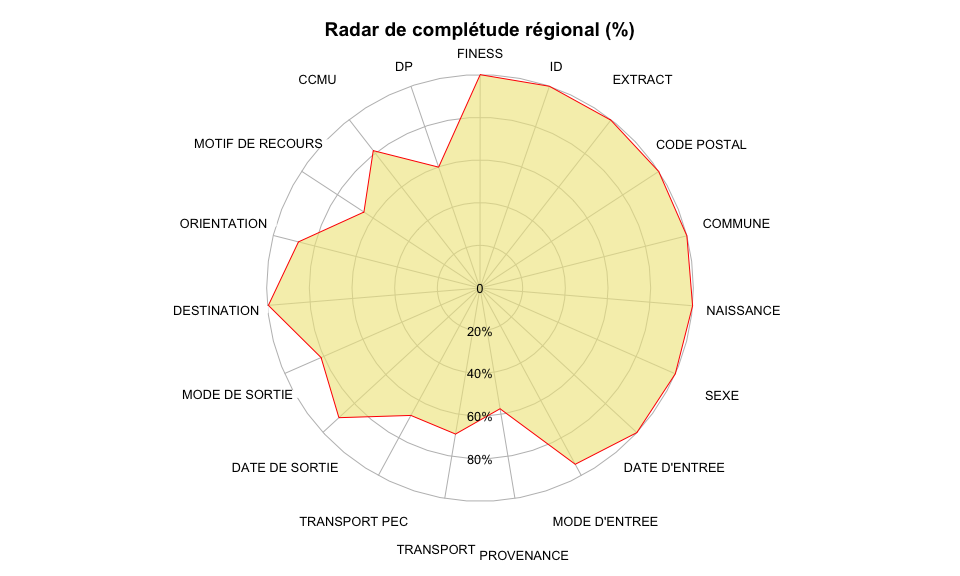 Radar de complétude régional (%)
FINESS
DP
ID
CCMU
EXTRACT
MOTIF DE RECOURS
CODE POSTAL
ORIENTATION
COMMUNE
0
DESTINATION
NAISSANCE
20%
40%
MODE DE SORTIE
SEXE
60%
80%
DATE DE SORTIE
DATE D'ENTREE
TRANSPORT PEC
MODE D'ENTREE
TRANSPORT
PROVENANCE